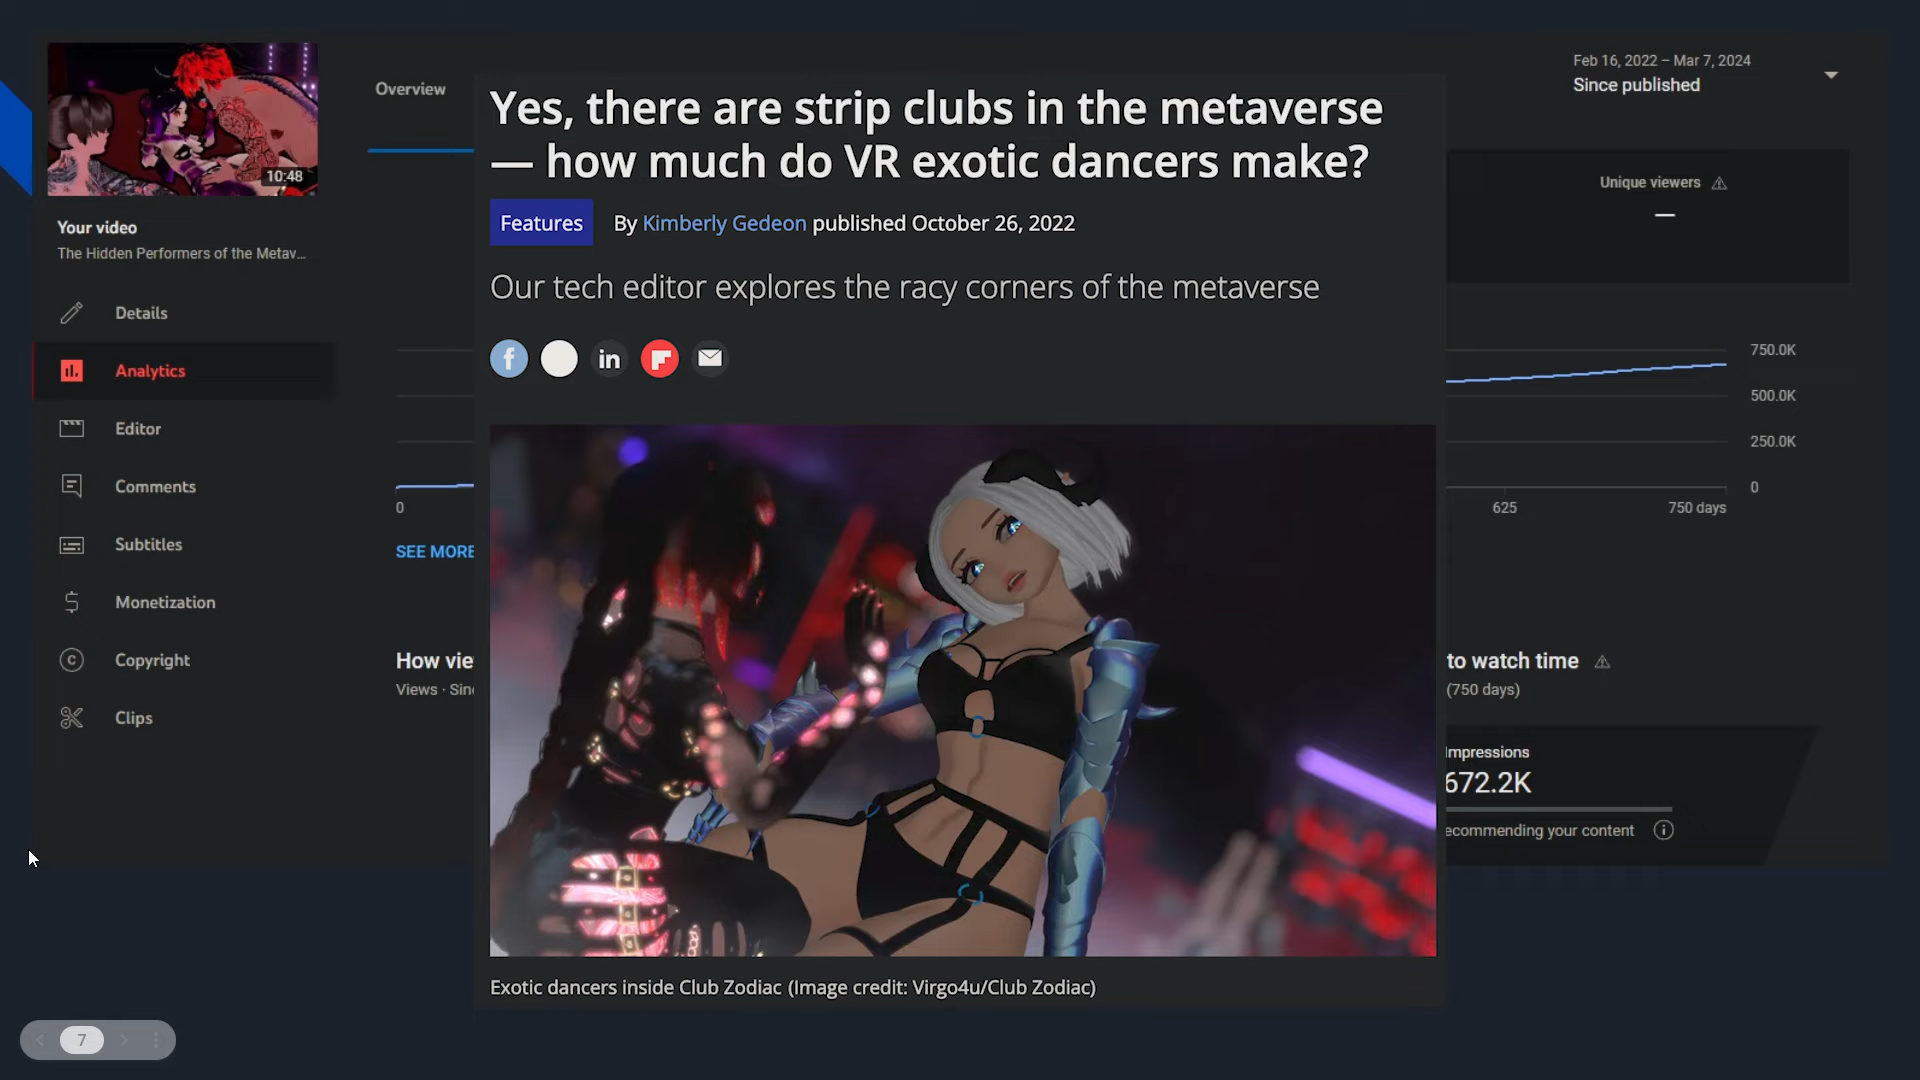 10:48
Your video
The Hidden Performers of the Metav...
Details
Analytics
Editor
Comments
Subtitles
Monetization
Copyright
Clips
Overview
Feb 16, 2022 – Mar 7, 2024
Since published
Yes, there are strip clubs in the metaverse
— how much do VR exotic dancers make?
Features
By Kimberly Gedeon published October 26, 2022
Our tech editor explores the racy corners of the metaverse
f
in
Exotic dancers inside Club Zodiac (Image credit: Virgo4u/Club Zodiac)
Unique viewers
—
750.0K
500.0K
250.0K
0
0
625
750 days
SEE MORE
How vie
Views · Sin
to watch time
(750 days)
Impressions
672.2K
ecommending your content
7